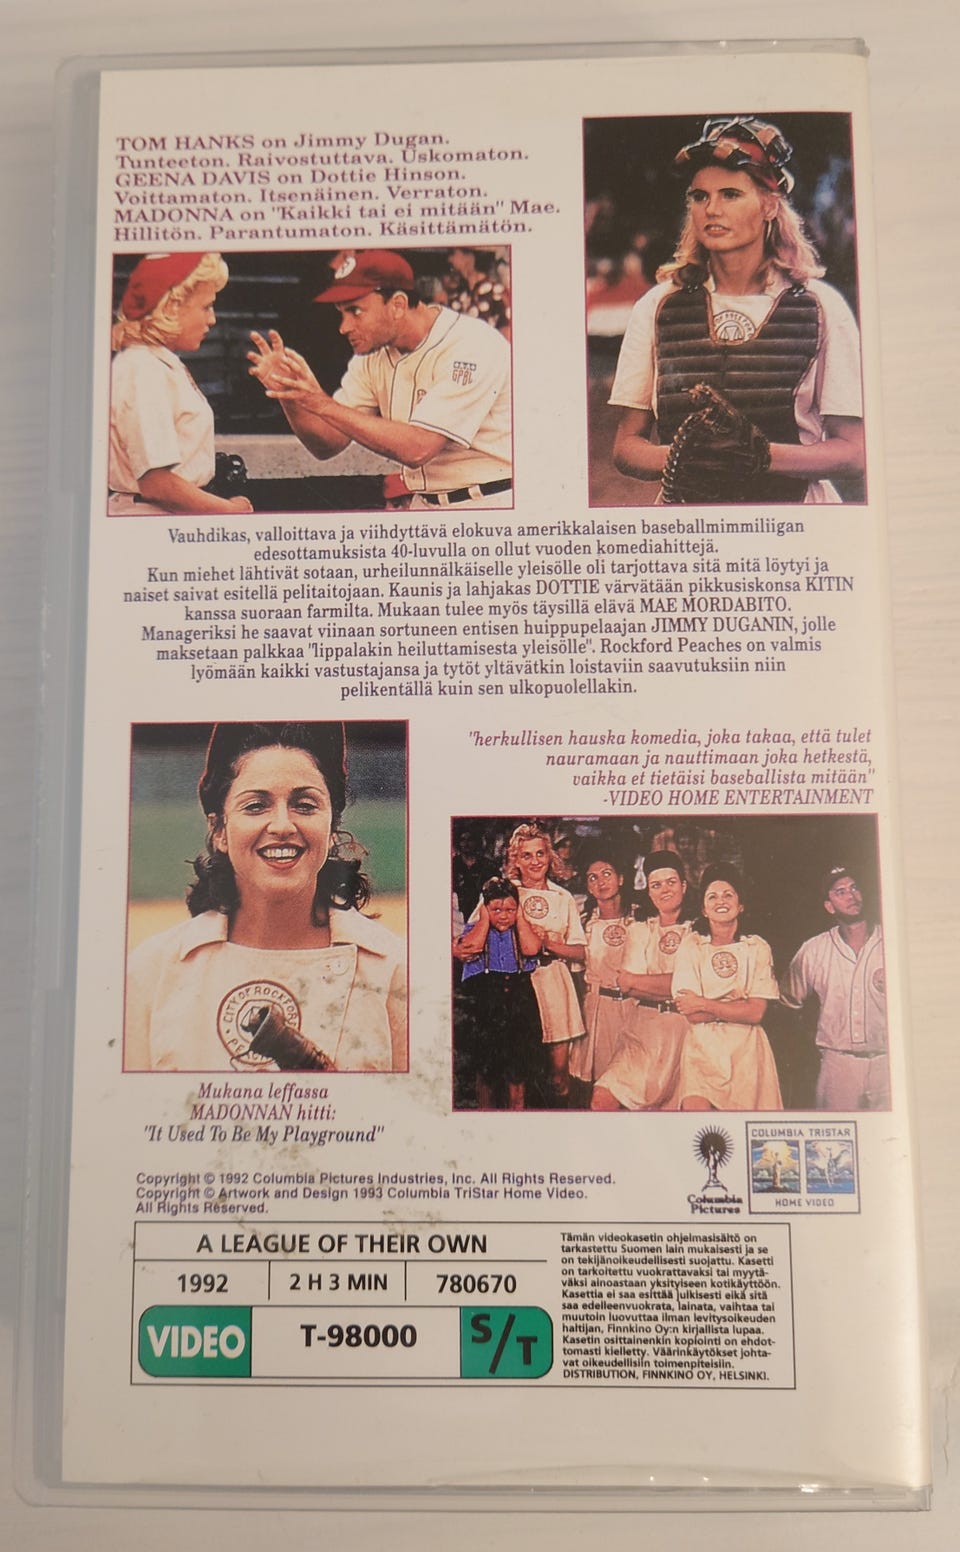 TOM HANKS on Jimmy Dugan.
Tunteeton. Raivostuttava. Uskomaton.
GEENA DAVIS on Dottie Hinson.
Voittamaton. Itsenäinen. Verraton.
MADONNA on "Kaikki tai ei mitään" Mae.
Hillitön. Parantumaton. Käsittämätön.
GPBL
Vauhdikas, valloittava ja viihdyttävä elokuva amerikkalaisen baseballmimmiliigan
edesottamuksista 40-luvulla on ollut vuoden komediahittejä.
Kun miehet lähtivät sotaan, urheilunnälkäiselle yleisölle oli tarjottava sitä mitä löytyi ja
naiset saivat esitellä pelitaitojaan. Kaunis ja lahjakas DOTTIE värvätään pikkusiskonsa KITIN
kanssa suoraan farmilta. Mukaan tulee myös täysillä elävä MAE MORDABITO.
Manageriksi he saavat viinaan sortuneen entisen huippupelaajan JIMMY DUGANIN, jolle
maksetaan palkkaa "lippalakin heiluttamisesta yleisölle". Rockford Peaches on valmis
lyömään kaikki vastustajansa ja tytöt yltävätkin loistaviin saavutuksiin niin
pelikentällä kuin sen ulkopuolellakin.
"herkullisen hauska komedia, joka takaa, että tulet
nauramaan ja nauttimaan joka hetkestä,
vaikka et tietäisi baseballista mitään"
-VIDEO HOME ENTERTAINMENT
CITY OF ROCKFORD
Mukana leffassa
MADONNAN hitti:
"It Used To Be My Playground"
Columbia
Pictures
COLUMBIA TRISTAR
HOME VIDEO
Copyright © 1992 Columbia Pictures Industries, Inc. All Rights Reserved.
Copyright © Artwork and Design 1993 Columbia TriStar Home Video.
All Rights Reserved.
A LEAGUE OF THEIR OWN
1992 2 H 3 MIN 780670
VIDEO T-98000 S/T
Tämän videokasetin ohjelmasisältö on
tarkastettu Suomen lain mukaisesti ja se
on tekijänoikeudellisesti suojattu. Kasetti
on tarkoitettu vuokrattavaksi tai myytä-
väksi ainoastaan yksityiseen kotikäyttöön.
Kasettia ei saa esittää julkisesti eikä sitä
saa edelleenvuokrata, lainata, vaihtaa tai
muutoin luovuttaa ilman levitysoikeuden
haltijan, Finnkino Oy:n kirjallista lupaa.
Kasetin osittainenkin kopiointi on ehdot-
tomasti kielletty. Väärinkäytökset johta-
vat oikeudellisiin toimenpiteisiin.
DISTRIBUTION, FINNKINO OY, HELSINKI.